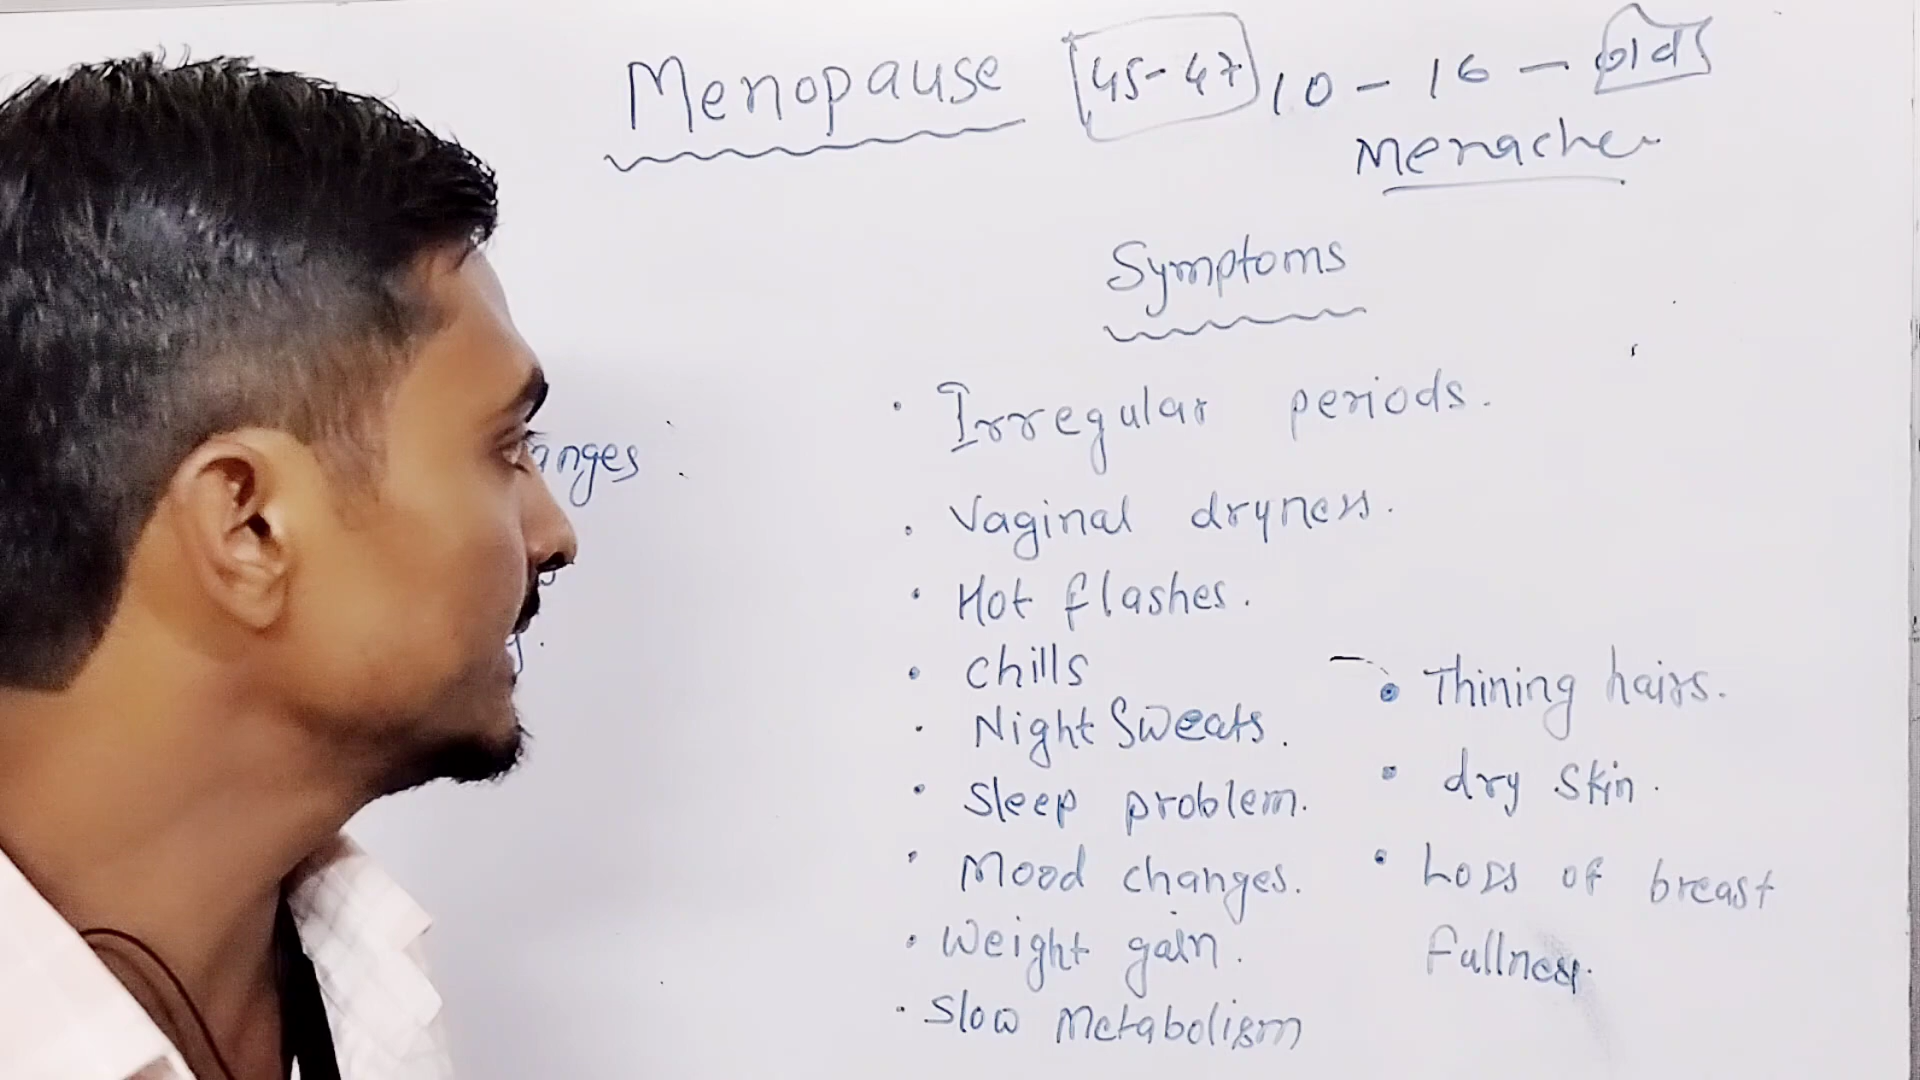 Menopause 45-47 10-16-
Menache
Symptoms
• Irregular periods.
anges
• Vaginal dryness.
• Hot flashes.
• Chills
• Thining hairs.
• Night Sweats.
• Sleep problem.
• dry skin.
• Mood changes.
• Loss of breast
fullness.
• Weight gain.
• Slow Metabolism